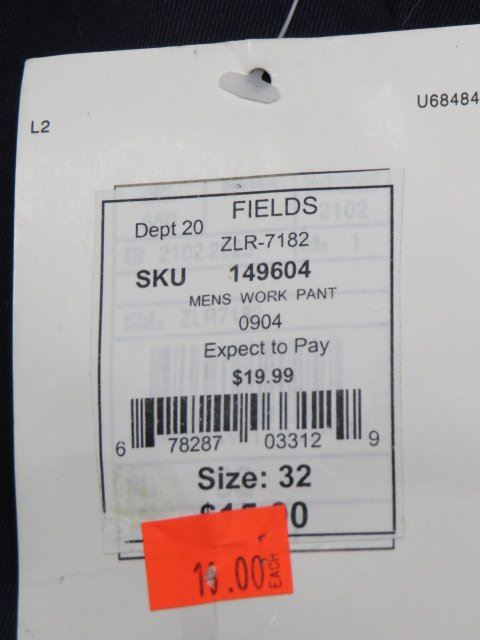 L2
U68484
FIELDS
Dept 20
ZLR-7182
SKU 149604
MENS WORK PANT
0904
Expect to Pay
$19.99
6 78287 03312 9
Size: 32
EACH